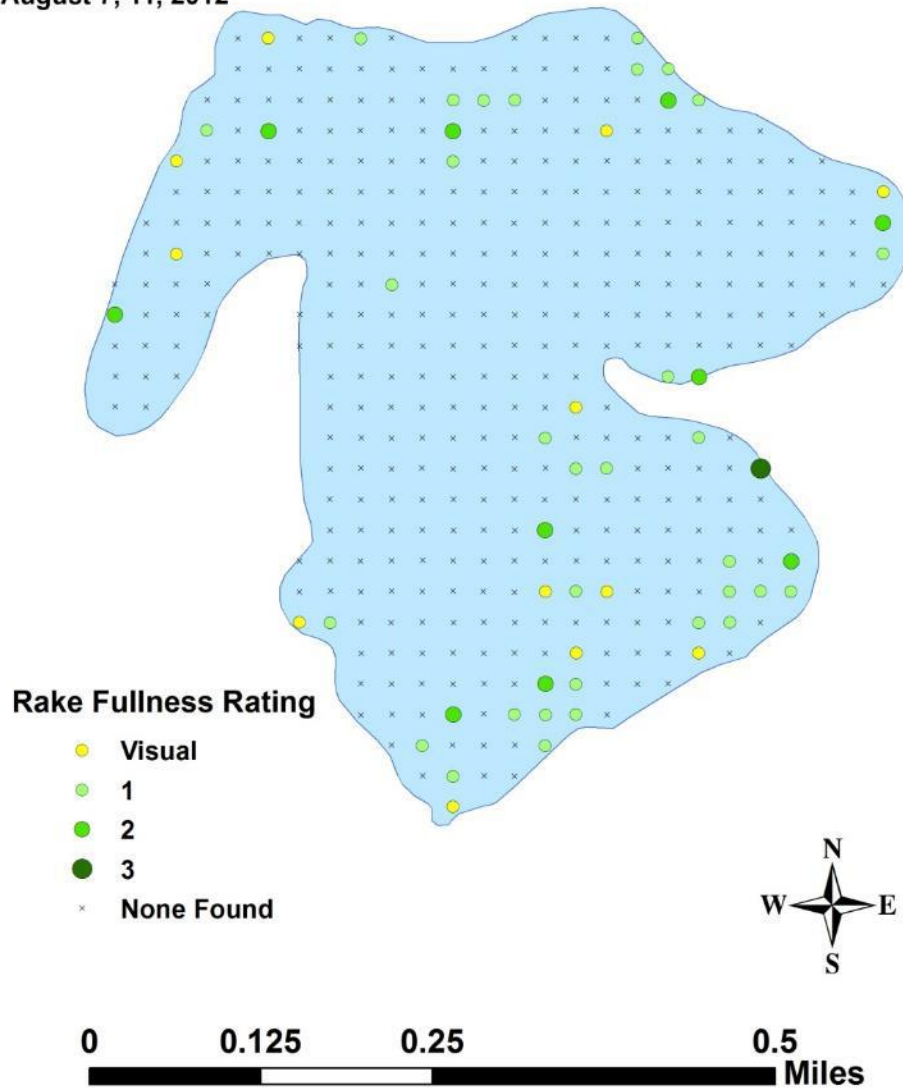 August 7, 11, 2012
Rake Fullness Rating
Visual
1
2
3
None Found
N
W E
S
0 0.125 0.25 0.5
Miles